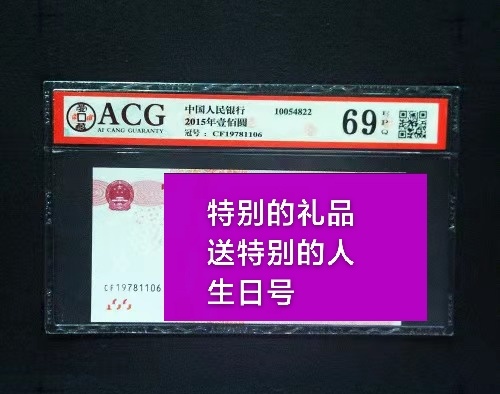 ACG
AI CANG GUARANTY
中国人民银行
10054822
2015年壹佰圆
冠号：CF19781106
69
EPQ
特别的礼品
送特别的人
生日号
CF19781106